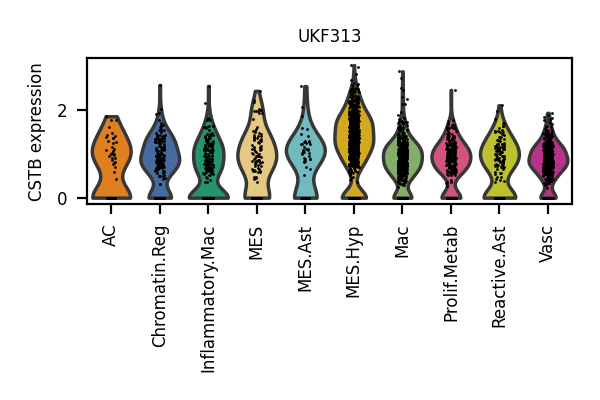 UKF313
CSTB expression
2
0
AC
Chromatin.Reg
Inflammatory.Mac
MES
MES.Ast
MES.Hyp
Mac
Prolif.Metab
Reactive.Ast
Vasc